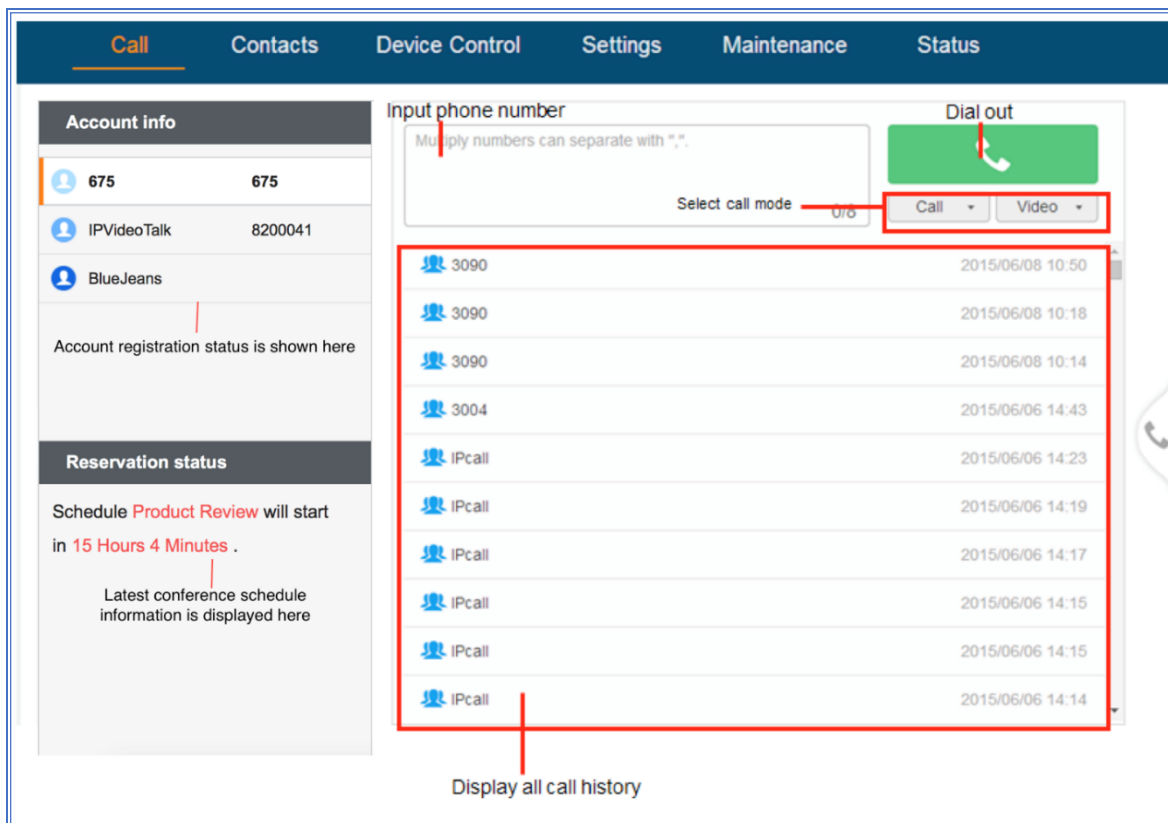 Call Contacts Device Control Settings Maintenance Status
Account info
675 675
IPVideoTalk 8200041
BlueJeans
Account registration status is shown here
Reservation status
Schedule Product Review will start
in 15 Hours 4 Minutes .
Latest conference schedule
information is displayed here
Input phone number
Multiply numbers can separate with ",".
0/8
Dial out
Select call mode
Call Video
3090 2015/06/08 10:50
3090 2015/06/08 10:18
3090 2015/06/08 10:14
3004 2015/06/06 14:43
IPcall 2015/06/06 14:23
IPcall 2015/06/06 14:19
IPcall 2015/06/06 14:17
IPcall 2015/06/06 14:15
IPcall 2015/06/06 14:15
IPcall 2015/06/06 14:14
Display all call history